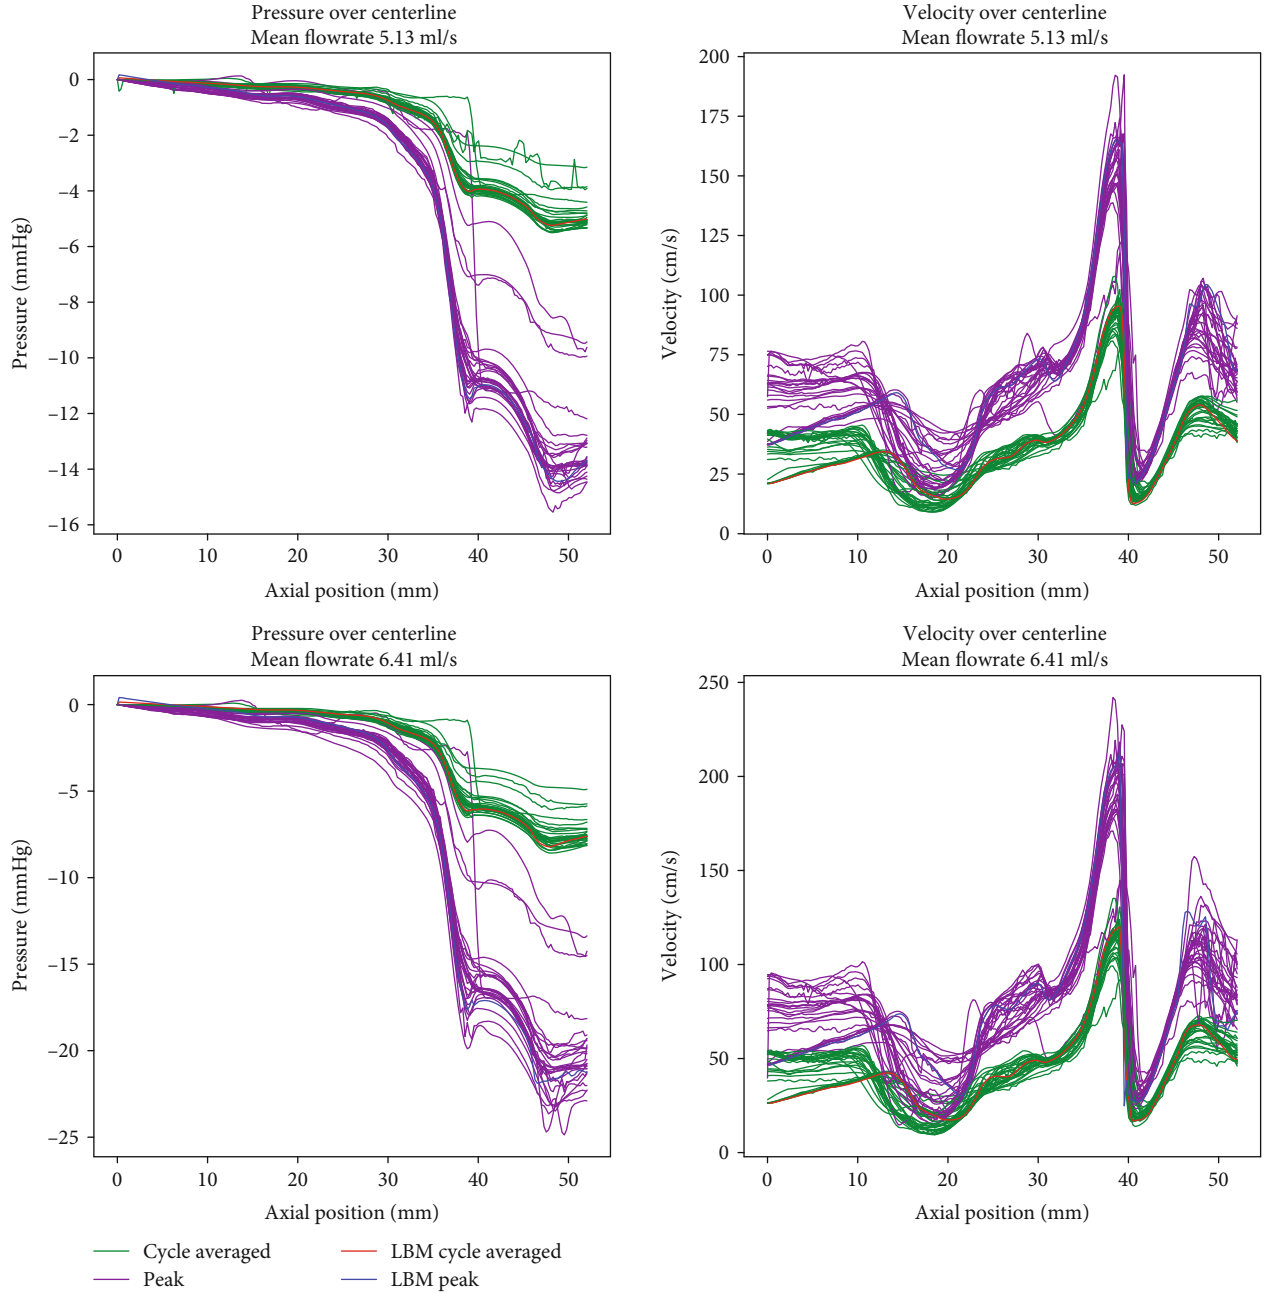 Pressure over centerline
Mean flowrate 5.13 ml/s
0
−2
−4
−6
−8
−10
−12
−14
−16
Pressure (mmHg)
0 10 20 30 40 50
Axial position (mm)
Velocity over centerline
Mean flowrate 5.13 ml/s
200
175
150
125
100
75
50
25
0
Velocity (cm/s)
0 10 20 30 40 50
Axial position (mm)
Pressure over centerline
Mean flowrate 6.41 ml/s
0
−5
−10
−15
−20
−25
Pressure (mmHg)
0 10 20 30 40 50
Axial position (mm)
Velocity over centerline
Mean flowrate 6.41 ml/s
250
200
150
100
50
0
Velocity (cm/s)
0 10 20 30 40 50
Axial position (mm)
Cycle averaged
Peak
LBM cycle averaged
LBM peak